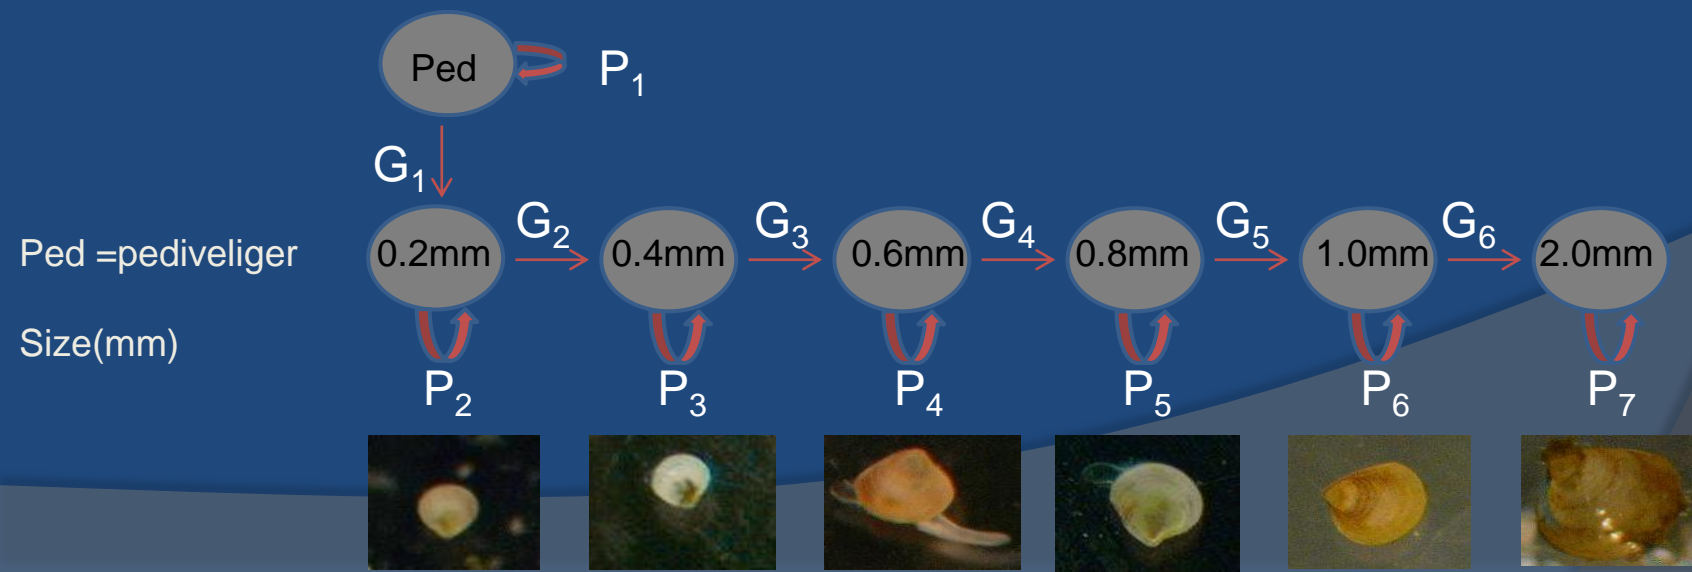 Ped
P1
G1
G2
G3
G4
G5
G6
Ped =pediveliger
0.2mm
0.4mm
0.6mm
0.8mm
1.0mm
2.0mm
Size(mm)
P2
P3
P4
P5
P6
P7